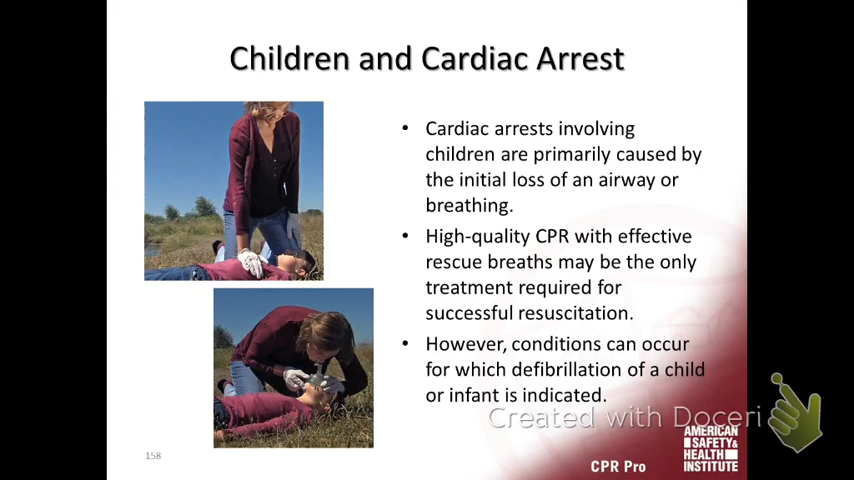 Children and Cardiac Arrest
• Cardiac arrests involving
children are primarily caused by
the initial loss of an airway or
breathing.
• High-quality CPR with effective
rescue breaths may be the only
treatment required for
successful resuscitation.
• However, conditions can occur
for which defibrillation of a child
or infant is indicated.
Created with Doceri
158
CPR Pro
AMERICAN
SAFETY&
HEALTH
INSTITUTE